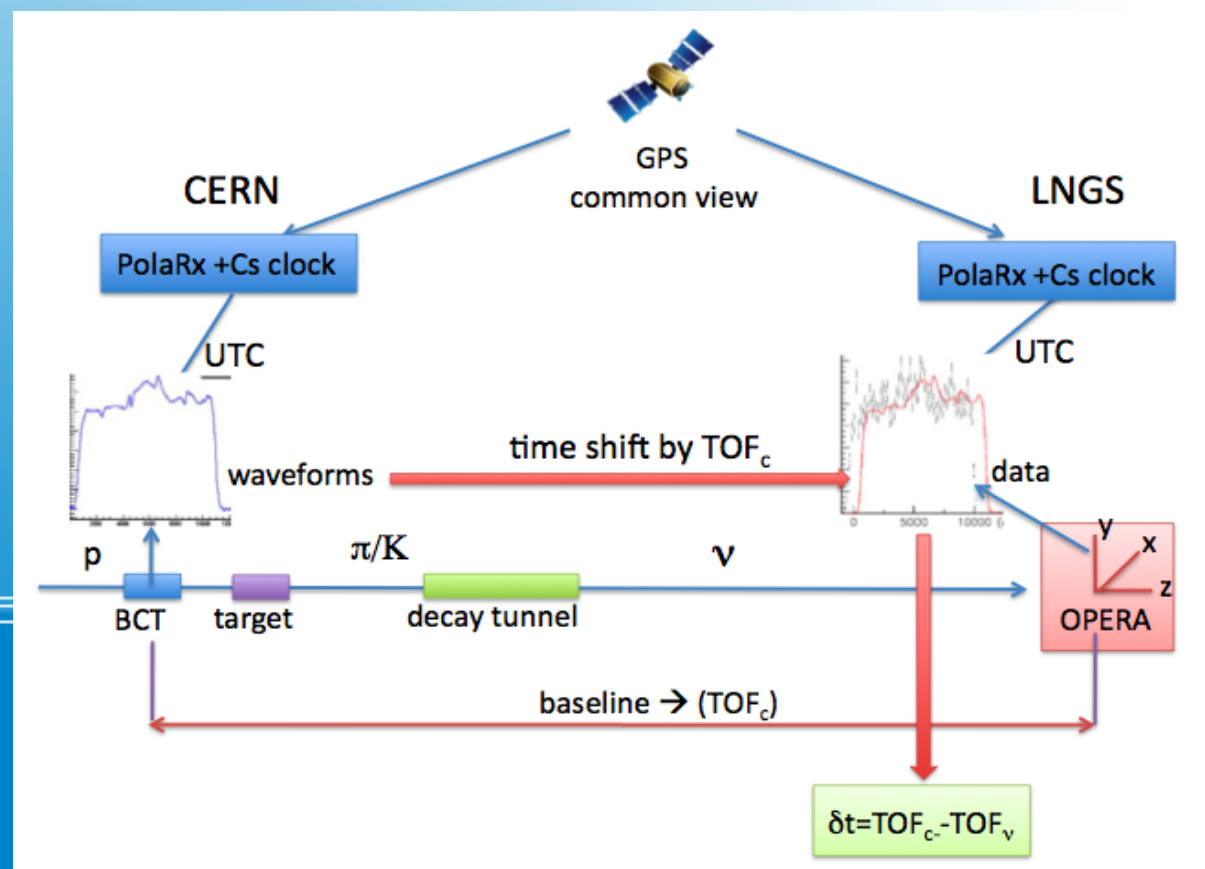 GPS
common view
CERN
LNGS
PolaRx +Cs clock
PolaRx +Cs clock
UTC
UTC
time shift by TOFc
waveforms
data
0 5000 10000
p
π/K
ν
y
x
z
BCT
target
decay tunnel
OPERA
baseline → (TOFc)
δt=TOFc-TOFν